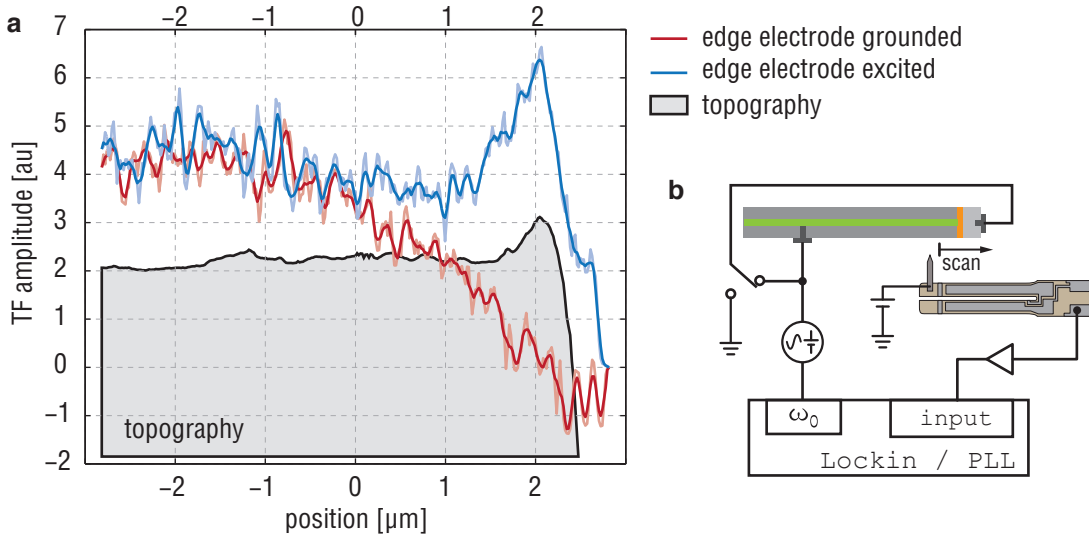 a
−2 −1 0 1 2
7
6
5
4
3
2
1
0
−1
−2
TF amplitude [au]
topography
−2 −1 0 1 2
position [µm]
edge electrode grounded
edge electrode excited
topography
b
scan
ω0
input
Lockin / PLL